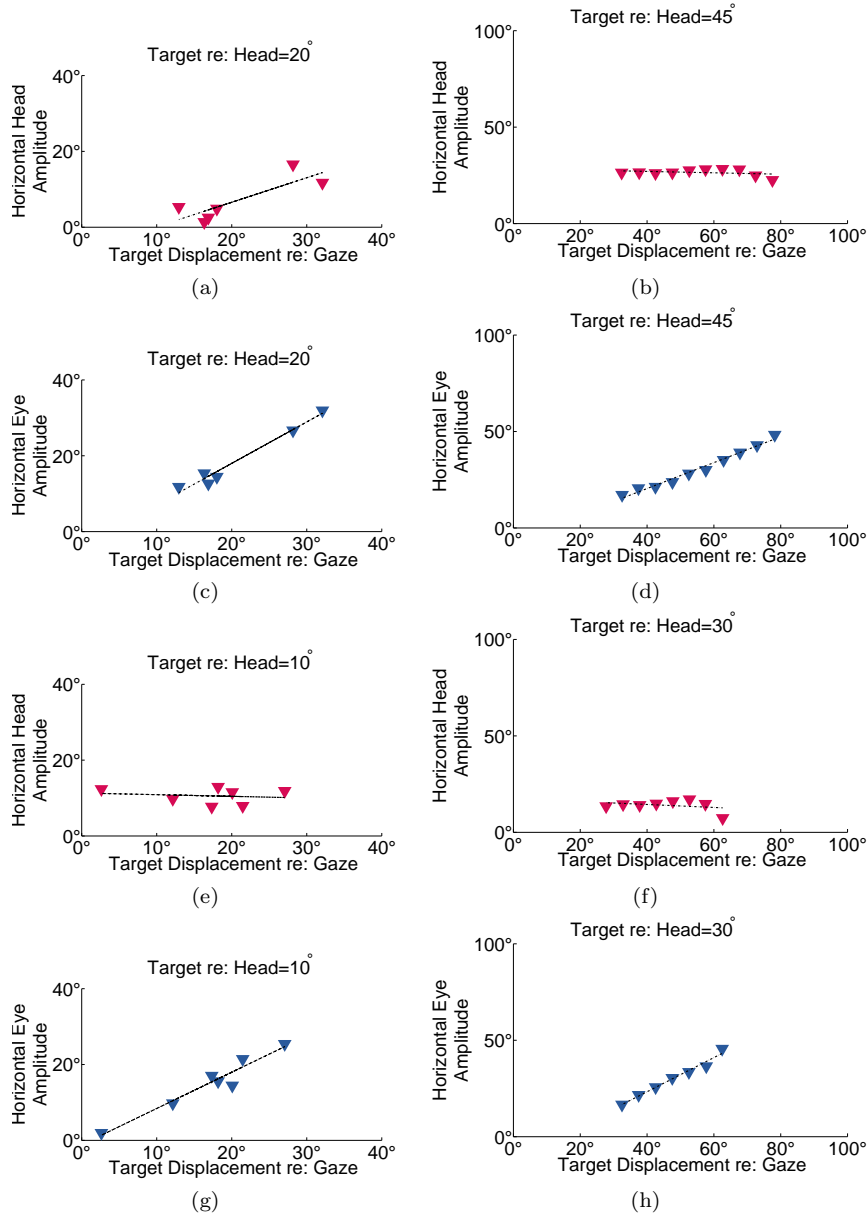 Target re: Head=20°
40°
20°
0°
Horizontal Head
Amplitude
0° 10° 20° 30° 40°
Target Displacement re: Gaze
(a)
Target re: Head=45°
100°
50°
0°
Horizontal Head
Amplitude
0° 20° 40° 60° 80° 100°
Target Displacement re: Gaze
(b)
Target re: Head=20°
40°
20°
0°
Horizontal Eye
Amplitude
0° 10° 20° 30° 40°
Target Displacement re: Gaze
(c)
Target re: Head=45°
100°
50°
0°
Horizontal Eye
Amplitude
0° 20° 40° 60° 80° 100°
Target Displacement re: Gaze
(d)
Target re: Head=10°
40°
20°
0°
Horizontal Head
Amplitude
0° 10° 20° 30° 40°
Target Displacement re: Gaze
(e)
Target re: Head=30°
100°
50°
0°
Horizontal Head
Amplitude
0° 20° 40° 60° 80° 100°
Target Displacement re: Gaze
(f)
Target re: Head=10°
40°
20°
0°
Horizontal Eye
Amplitude
0° 10° 20° 30° 40°
Target Displacement re: Gaze
(g)
Target re: Head=30°
100°
50°
0°
Horizontal Eye
Amplitude
0° 20° 40° 60° 80° 100°
Target Displacement re: Gaze
(h)